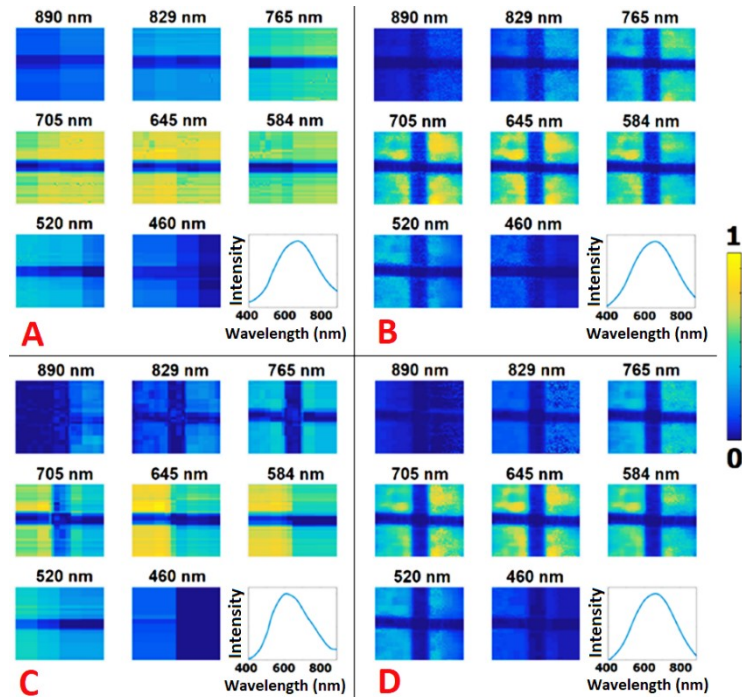 890 nm 829 nm 765 nm
705 nm 645 nm 584 nm
520 nm 460 nm
Intensity
400 600 800
Wavelength (nm)
A
890 nm 829 nm 765 nm
705 nm 645 nm 584 nm
520 nm 460 nm
Intensity
400 600 800
Wavelength (nm)
B
1
0
890 nm 829 nm 765 nm
705 nm 645 nm 584 nm
520 nm 460 nm
Intensity
400 600 800
Wavelength (nm)
C
890 nm 829 nm 765 nm
705 nm 645 nm 584 nm
520 nm 460 nm
Intensity
400 600 800
Wavelength (nm)
D